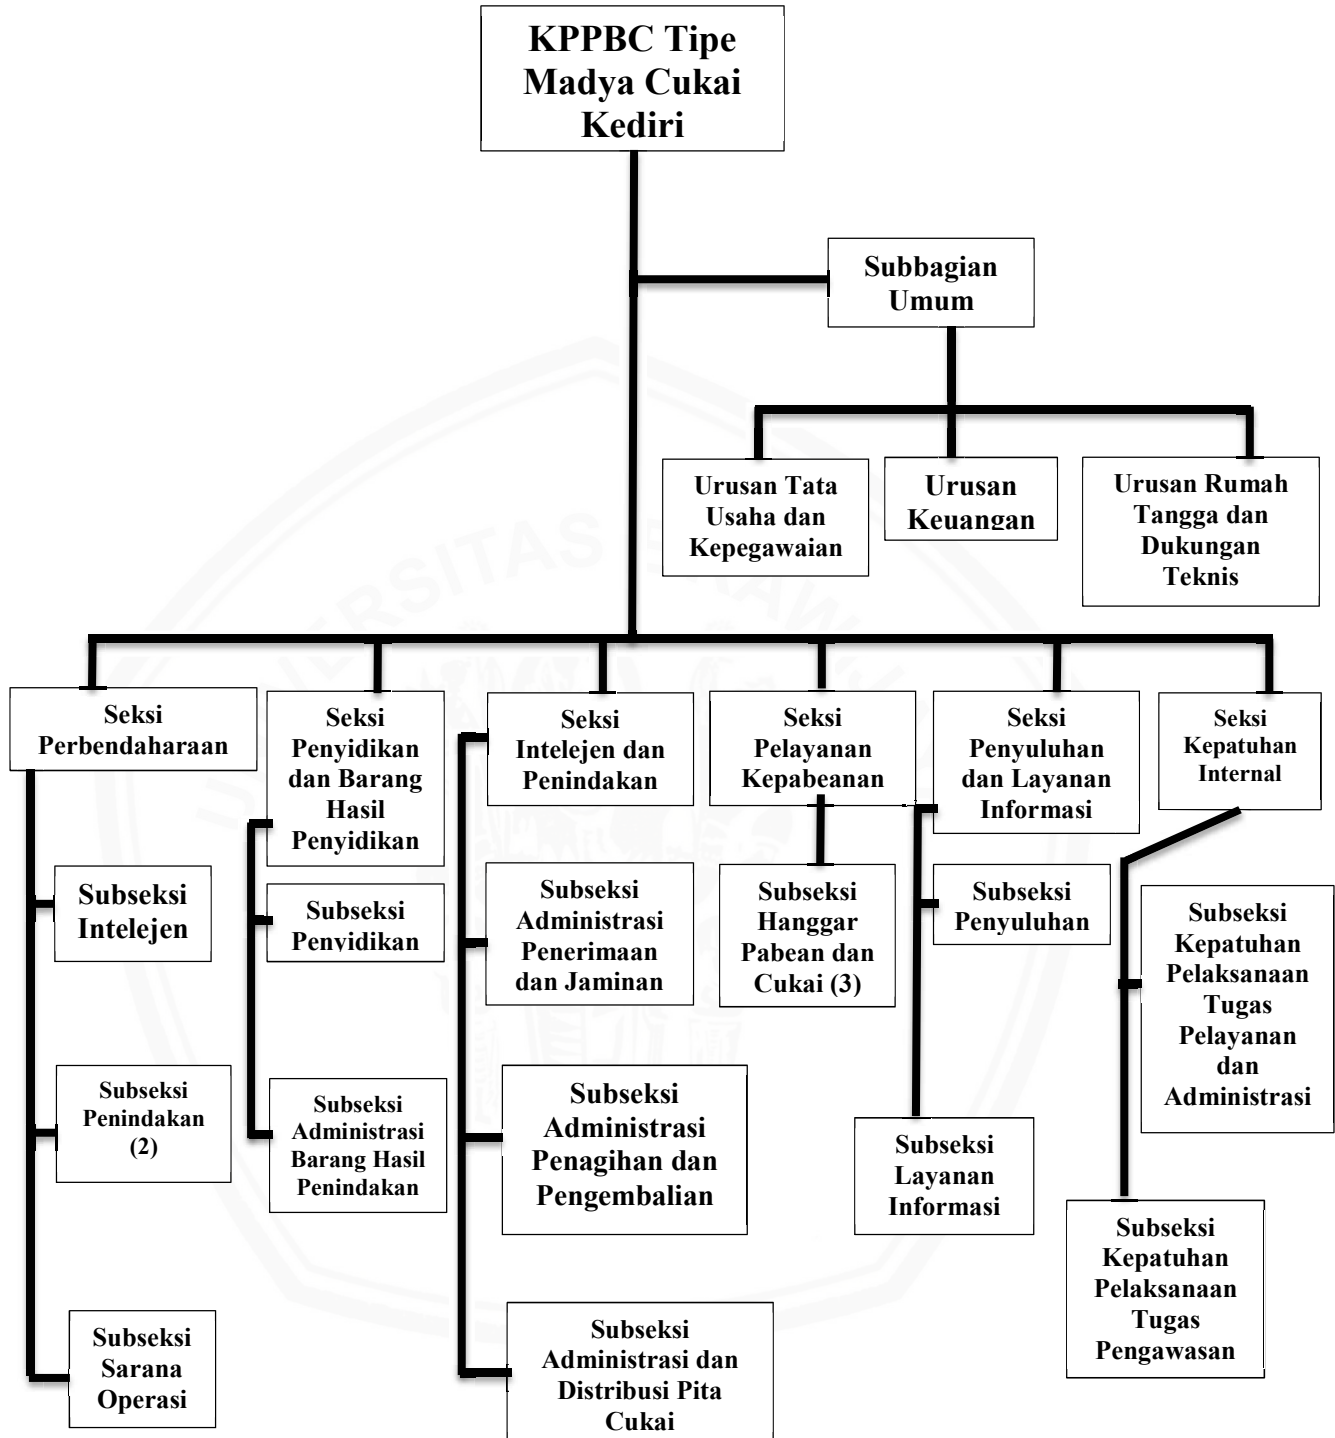 KPPBC Tipe
Madya Cukai
Kediri
Subbagian
Umum
Urusan Tata
Usaha dan
Kepegawaian
Urusan
Keuangan
Urusan Rumah
Tangga dan
Dukungan
Teknis
Seksi
Perbendaharaan
Seksi
Penyidikan
dan Barang
Hasil
Penyidikan
Seksi
Intelejen dan
Penindakan
Seksi
Pelayanan
Kepabeanan
Seksi
Penyuluhan
dan Layanan
Informasi
Seksi
Kepatuhan
Internal
Subseksi
Intelejen
Subseksi
Penyidikan
Subseksi
Administrasi
Penerimaan
dan Jaminan
Subseksi
Hanggar
Pabean dan
Cukai (3)
Subseksi
Penyuluhan
Subseksi
Kepatuhan
Pelaksanaan
Tugas
Pelayanan
dan
Administrasi
Subseksi
Penindakan
(2)
Subseksi
Administrasi
Barang Hasil
Penindakan
Subseksi
Administrasi
Penagihan dan
Pengembalian
Subseksi
Layanan
Informasi
Subseksi
Kepatuhan
Pelaksanaan
Tugas
Pengawasan
Subseksi
Sarana
Operasi
Subseksi
Administrasi dan
Distribusi Pita
Cukai